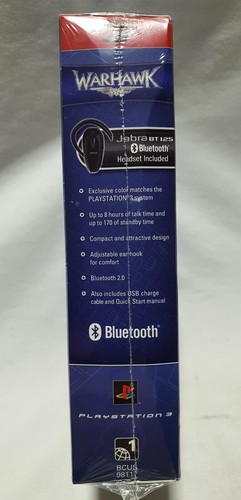 WARHAWK
Jabra BT125
Bluetooth®
Headset Included
Exclusive color matches the
PLAYSTATION®3 system
Up to 8 hours of talk time and
up to 170 of standby time
Compact and attractive design
Adjustable ear hook
for comfort
Bluetooth 2.0
Also includes USB charge
cable and Quick Start manual
Bluetooth®
PLAYSTATION 3
1
BCUS